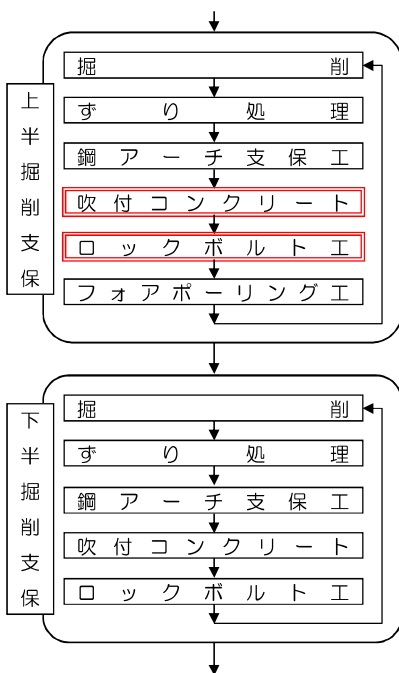 上半掘削支保
掘削
ずり処理
鋼アーチ支保工
吹付コンクリート
ロックボルト工
フォアポーリング工
下半掘削支保
掘削
ずり処理
鋼アーチ支保工
吹付コンクリート
ロックボルト工